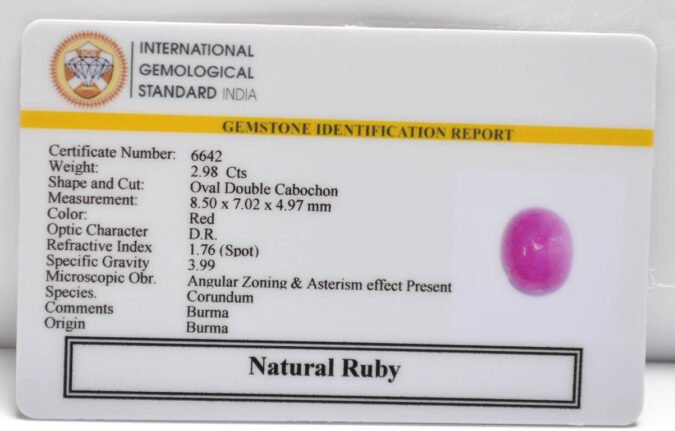 INTERNATIONAL
GEMOLOGICAL
STANDARD INDIA
GEMSTONE IDENTIFICATION REPORT
Certificate Number: 6642
Weight: 2.98 Cts
Shape and Cut: Oval Double Cabochon
Measurement: 8.50 x 7.02 x 4.97 mm
Color: Red
Optic Character D.R.
Refractive Index 1.76 (Spot)
Specific Gravity 3.99
Microscopic Obr. Angular Zoning & Asterism effect Present
Species. Corundum
Comments Burma
Origin Burma
Natural Ruby